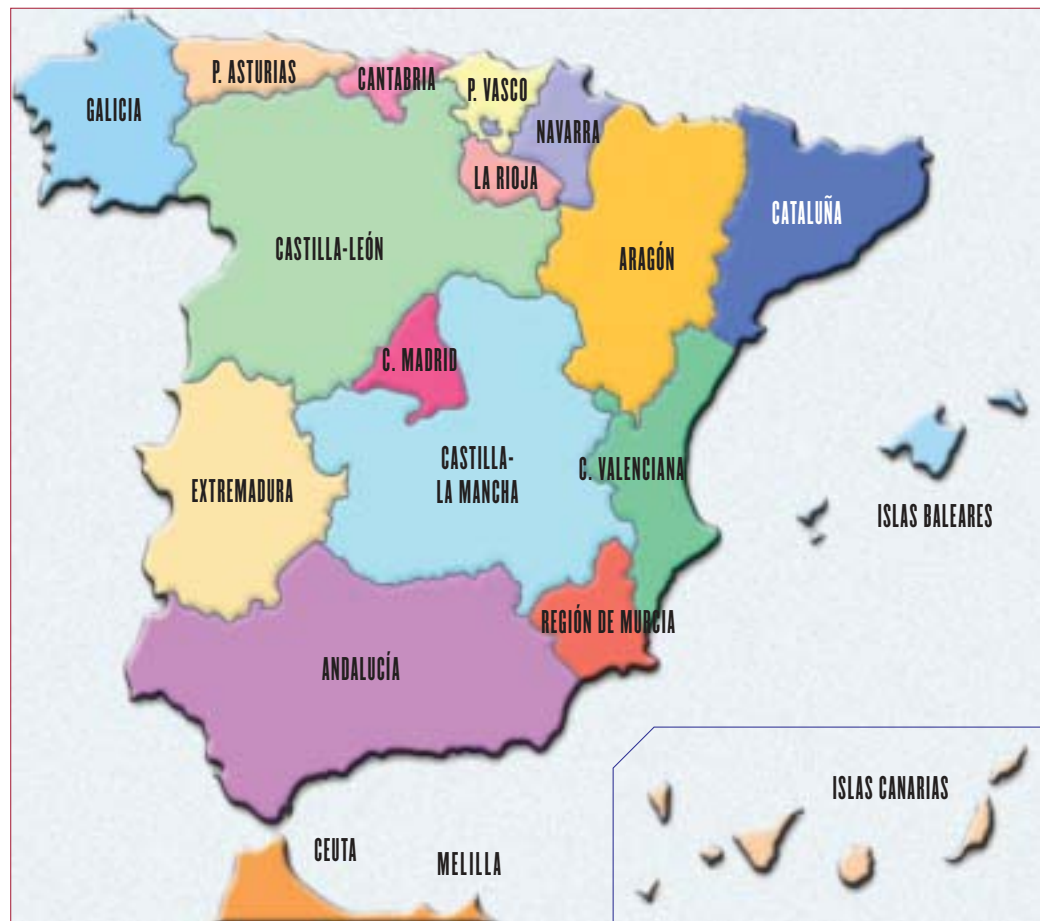 P. ASTURIAS
CANTABRIA
P. VASCO
GALICIA
NAVARRA
LA RIOJA
CATALUÑA
CASTILLA-LEÓN
ARAGÓN
C. MADRID
CASTILLA-
LA MANCHA
C. VALENCIANA
EXTREMADURA
ISLAS BALEARES
REGIÓN DE MURCIA
ANDALUCÍA
ISLAS CANARIAS
CEUTA
MELILLA